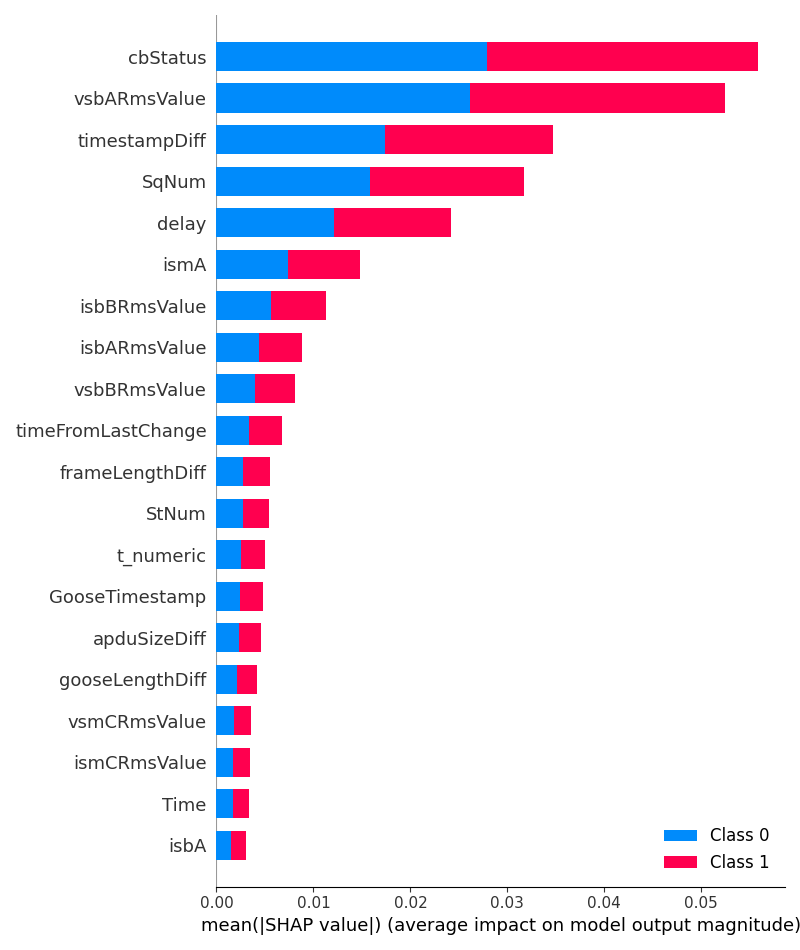 cbStatus
vsbARmsValue
timestampDiff
SqNum
delay
ismA
isbBRmsValue
isbARmsValue
vsbBRmsValue
timeFromLastChange
frameLengthDiff
StNum
t_numeric
GooseTimestamp
apduSizeDiff
gooseLengthDiff
vsmCRmsValue
ismCRmsValue
Time
isbA
Class 0
Class 1
0.00 0.01 0.02 0.03 0.04 0.05
mean(|SHAP value|) (average impact on model output magnitude)